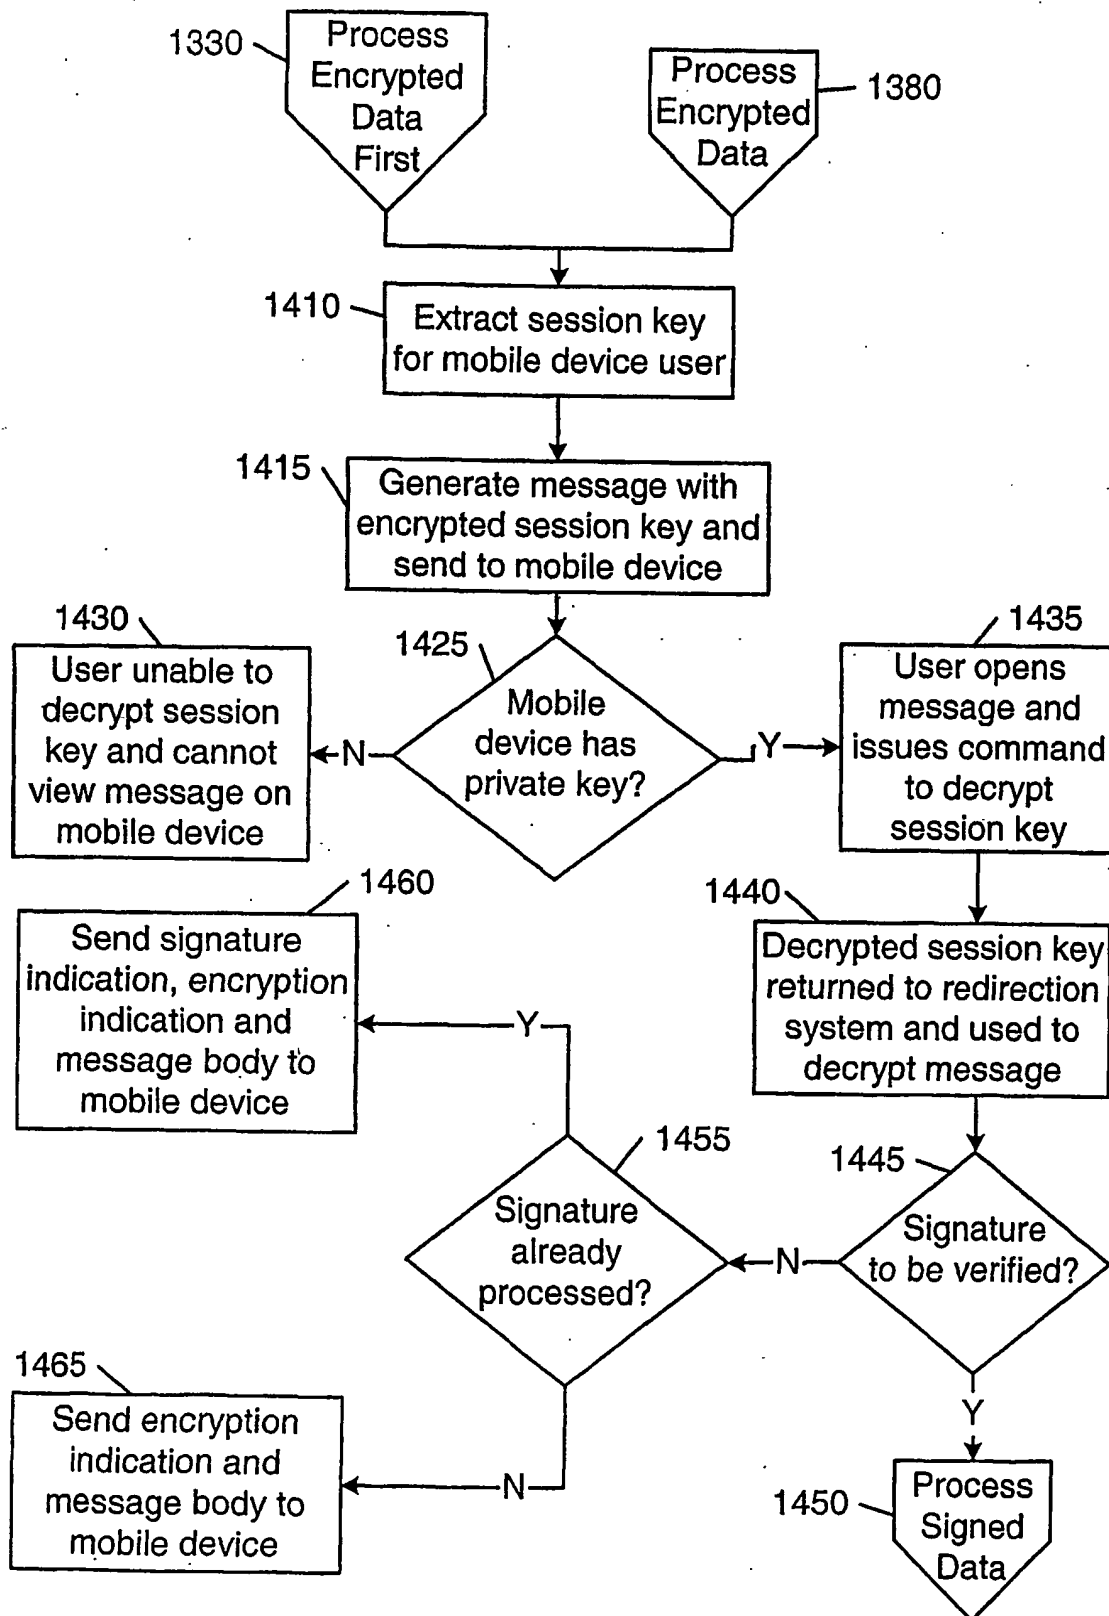 1330
Process
Encrypted
Data
First
Process
Encrypted
Data
1380
1410
Extract session key
for mobile device user
1415
Generate message with
encrypted session key and
send to mobile device
1430
User unable to
decrypt session
key and cannot
view message on
mobile device
N
1425
Mobile
device has
private key?
Y
1435
User opens
message and
issues command
to decrypt
session key
1440
Decrypted session key
returned to redirection
system and used to
decrypt message
1460
Send signature
indication, encryption
indication and
message body to
mobile device
Y
1455
Signature
already
processed?
N
1445
Signature
to be verified?
1465
Send encryption
indication and
message body to
mobile device
N
Y
1450
Process
Signed
Data